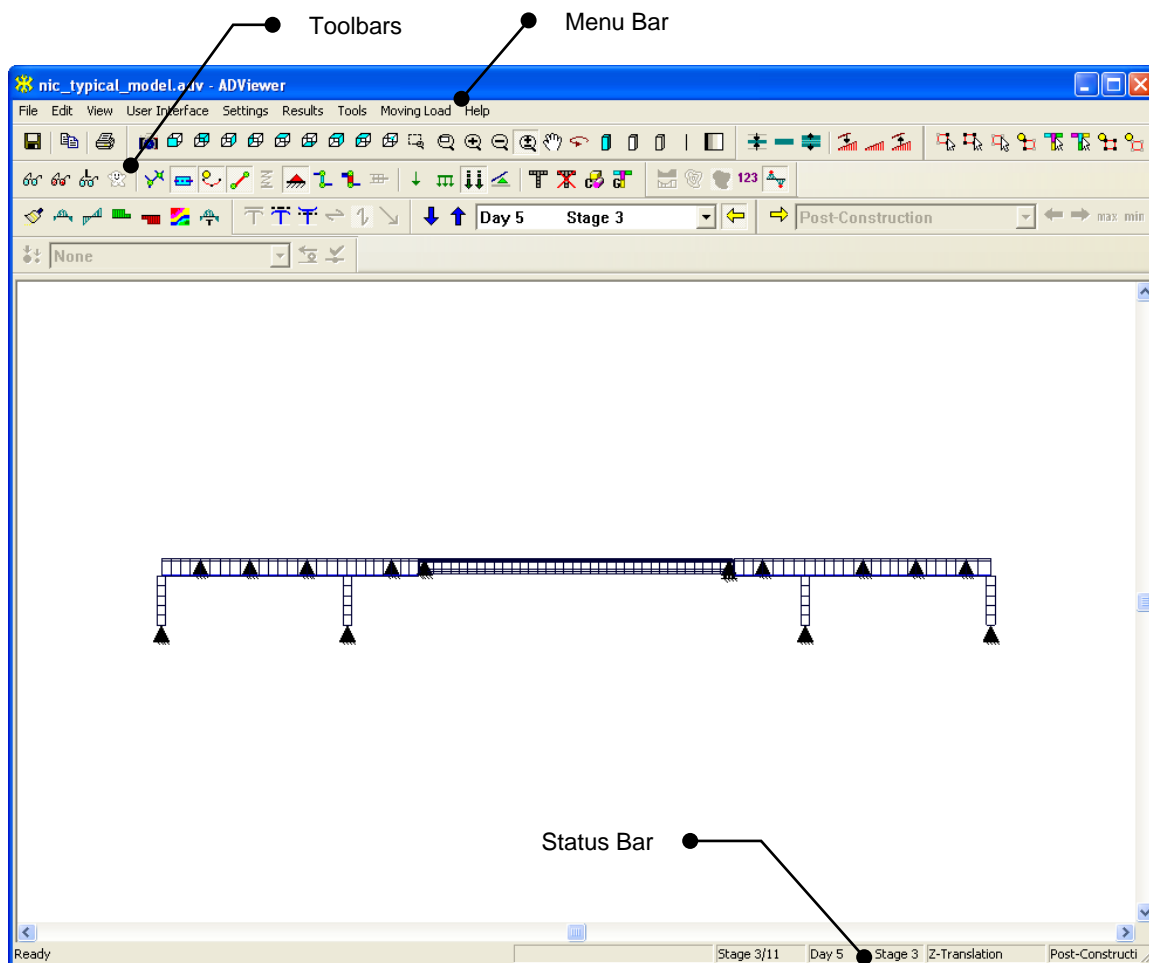 Toolbars
Menu Bar
nic_typical_model.adv - ADViewer
File Edit View User Interface Settings Results Tools Moving Load Help
123
Day 5 Stage 3
Post-Construction
max min
None
Status Bar
Ready
Stage 3/11
Day 5 Stage 3
Z-Translation
Post-Constructi